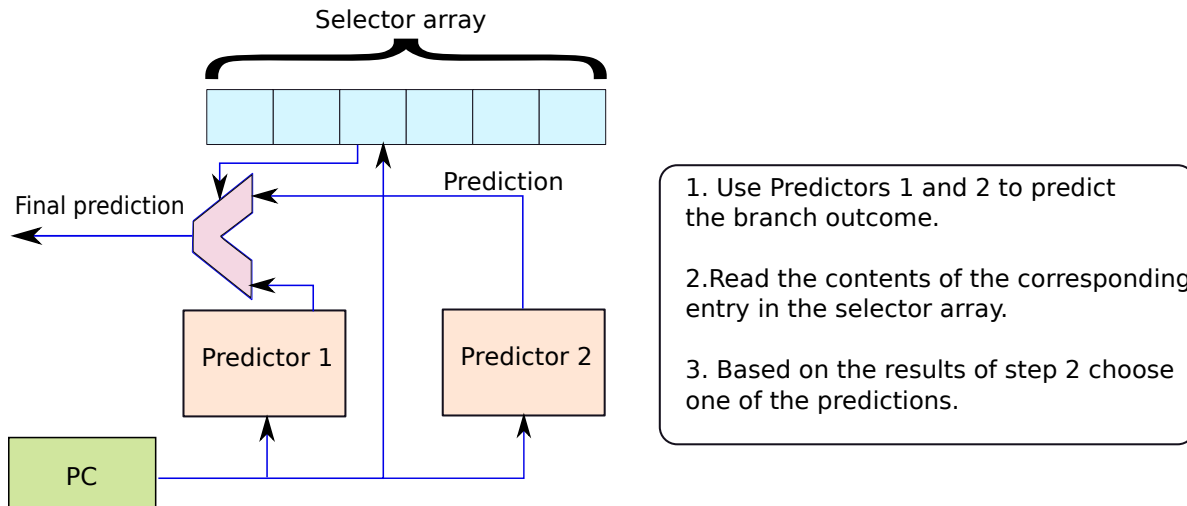 Selector array
Prediction
Final prediction
Predictor 1
Predictor 2
PC
1. Use Predictors 1 and 2 to predict
the branch outcome.
2.Read the contents of the corresponding
entry in the selector array.
3. Based on the results of step 2 choose
one of the predictions.